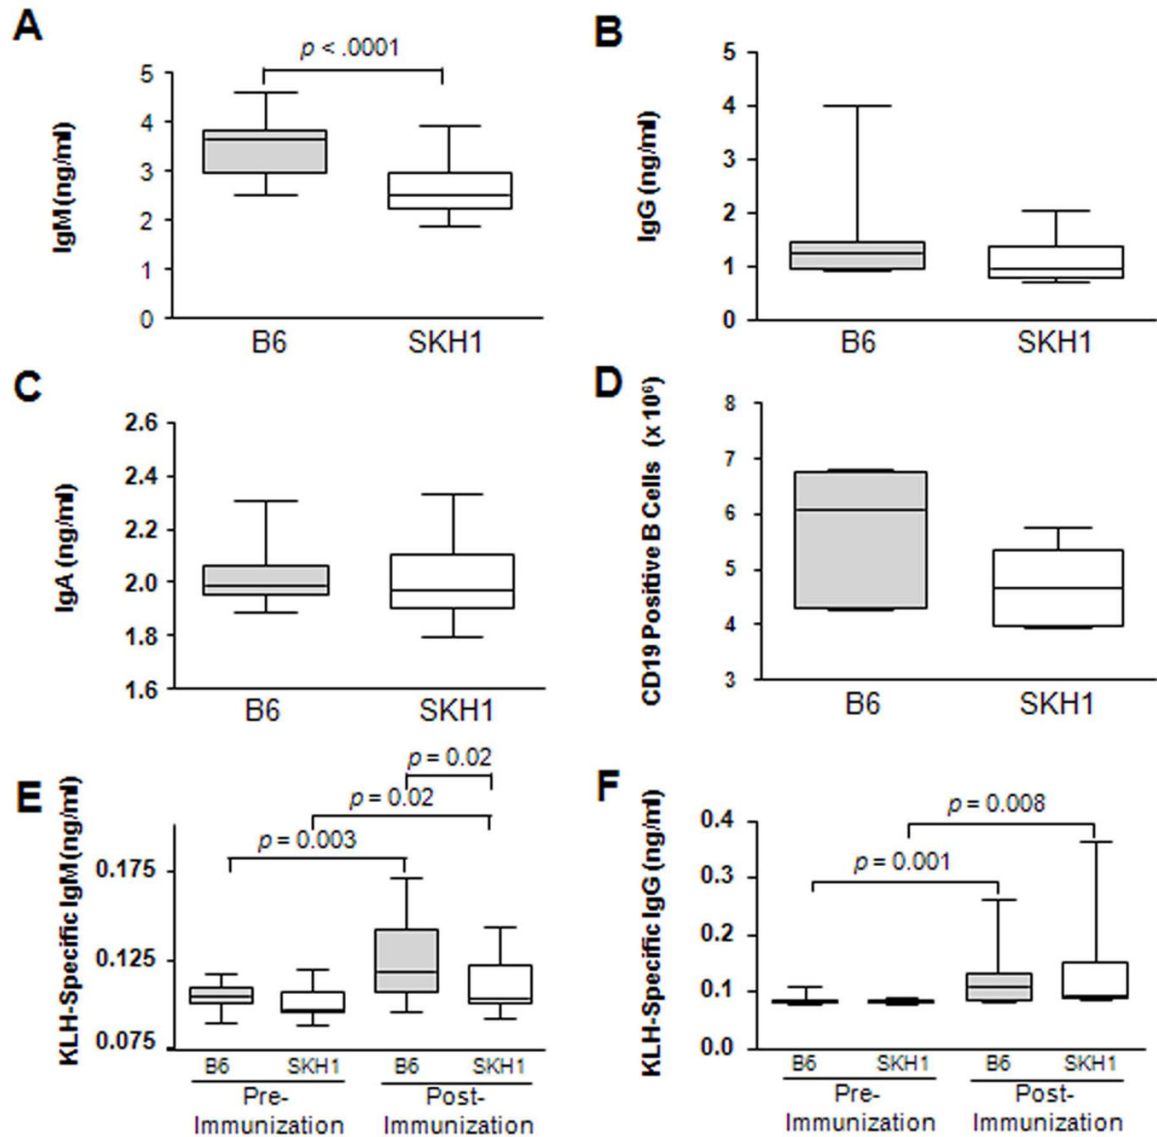 A
p < .0001
IgM (ng/ml)
5
4
3
2
1
0
B6
SKH1
B
IgG (ng/ml)
5
4
3
2
1
0
B6
SKH1
C
IgA (ng/ml)
2.6
2.4
2.2
2.0
1.8
1.6
B6
SKH1
D
CD19 Positive B Cells (x 10⁶)
8
7
6
5
4
3
B6
SKH1
E
p = 0.02
p = 0.02
p = 0.003
KLH-Specific IgM (ng/ml)
0.175
0.125
0.075
B6
SKH1
B6
SKH1
Pre-
Immunization
Post-
Immunization
F
p = 0.008
p = 0.001
KLH-Specific IgG (ng/ml)
0.4
0.3
0.2
0.1
0.0
B6
SKH1
B6
SKH1
Pre-
Immunization
Post-
Immunization